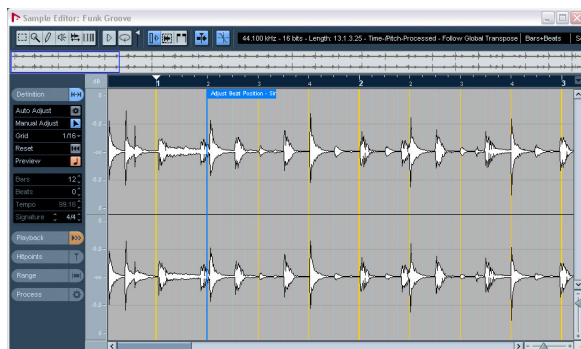 Sample Editor: Funk Groove
44.100 kHz - 16 bits - Length: 13.1.3.25 - Time-/Pitch-Processed - Follow Global Transpose Bars+Beats S
dB 1 2 3 4 2 2 3 4 3
Definition
Adjust Beat Position - Sin
Auto Adjust
Manual Adjust
Grid 1/16
Reset
Preview
Bars 12
Beats 0
Tempo 99.16
Signature 4/4
Playback
Hitpoints
Range
Process